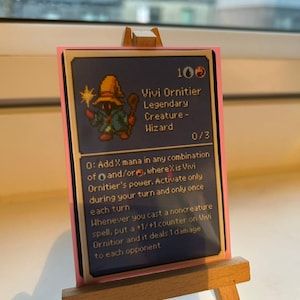 1
Vivi Ornitier
Legendary
Creature -
Wizard
0/3
0: Add X mana in any combination
of and/or , where X is Vivi
Ornitier's power. Activate only
during your turn and only once
each turn
Whenever you cast a noncreature
spell, put a +1/+1 counter on Vivi
Ornitier and it deals 1 damage
to each opponent